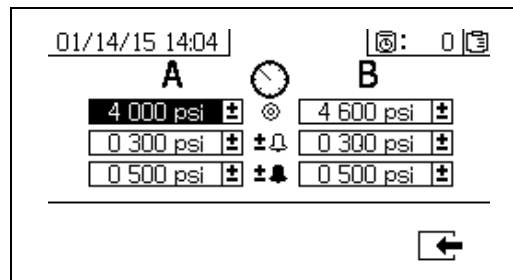 01/14/15 14:04 : 0
A B
4 000 psi ± 4 600 psi ±
0 300 psi ± ± 0 300 psi ±
0 500 psi ± ± 0 500 psi ±